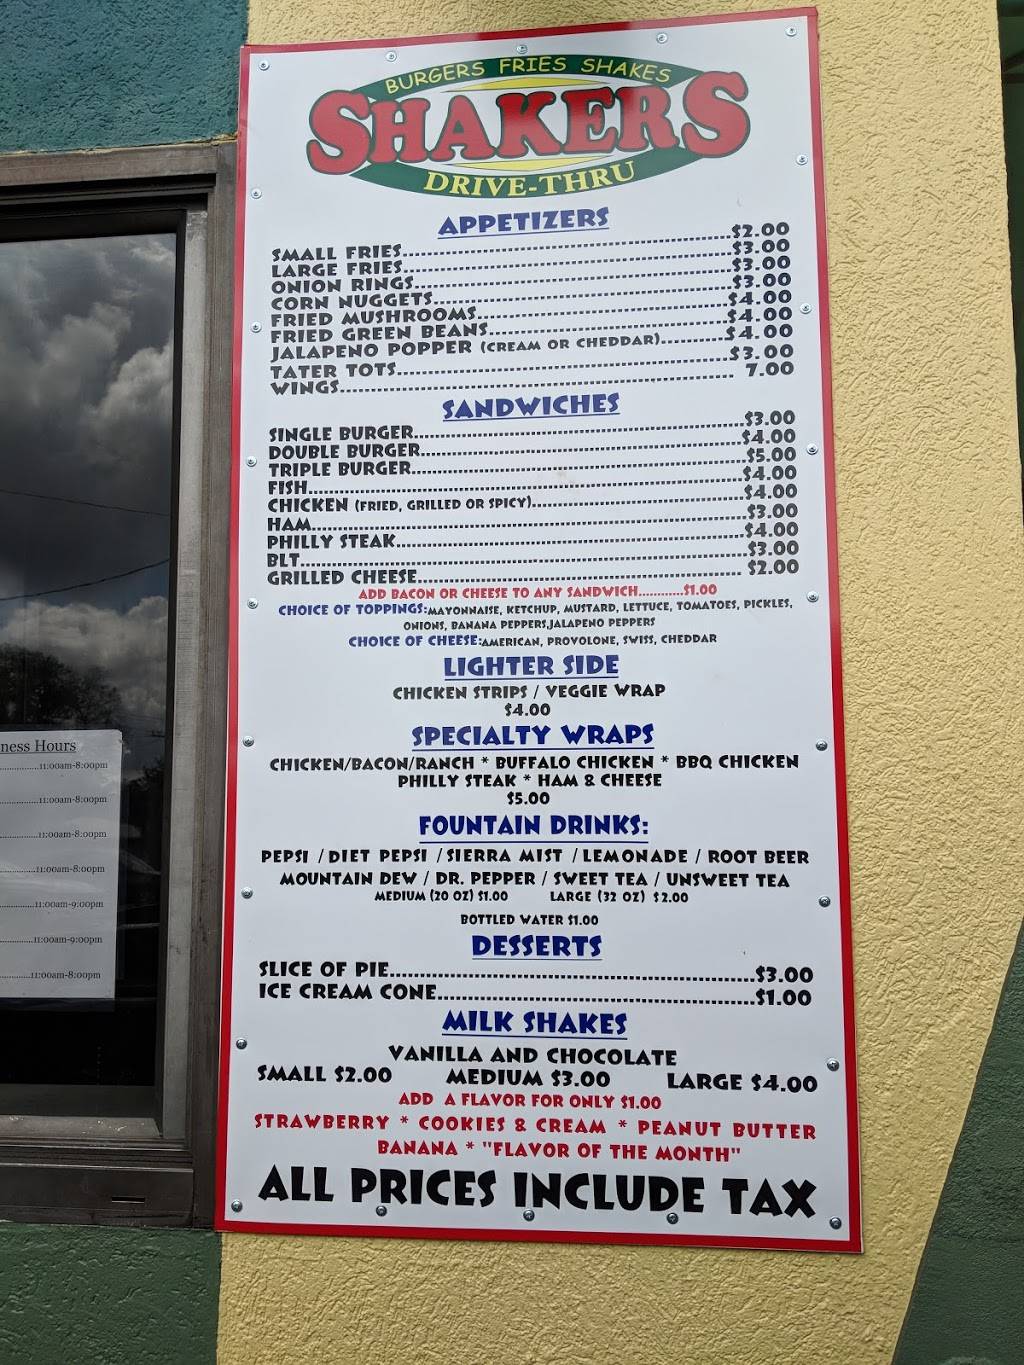 BURGERS FRIES SHAKES
SHAKERS
DRIVE-THRU
APPETIZERS
SMALL FRIES..........$2.00
LARGE FRIES..........$3.00
ONION RINGS..........$3.00
CORN NUGGETS..........$3.00
FRIED MUSHROOMS..........$4.00
FRIED GREEN BEANS..........$4.00
JALAPENO POPPER (CREAM OR CHEDDAR)..........$4.00
TATER TOTS..........$3.00
WINGS.......... 7.00
SANDWICHES
SINGLE BURGER..........$3.00
DOUBLE BURGER..........$4.00
TRIPLE BURGER..........$5.00
FISH..........$4.00
CHICKEN (FRIED, GRILLED OR SPICY)..........$4.00
HAM..........$3.00
PHILLY STEAK..........$4.00
BLT..........$3.00
GRILLED CHEESE.......... $2.00
ADD BACON OR CHEESE TO ANY SANDWICH............$1.00
CHOICE OF TOPPINGS:MAYONNAISE, KETCHUP, MUSTARD, LETTUCE, TOMATOES, PICKLES,
ONIONS, BANANA PEPPERS,JALAPENO PEPPERS
CHOICE OF CHEESE:AMERICAN, PROVOLONE, SWISS, CHEDDAR
LIGHTER SIDE
CHICKEN STRIPS / VEGGIE WRAP
$4.00
SPECIALTY WRAPS
CHICKEN/BACON/RANCH * BUFFALO CHICKEN * BBQ CHICKEN
PHILLY STEAK * HAM & CHEESE
$5.00
FOUNTAIN DRINKS:
PEPSI / DIET PEPSI / SIERRA MIST / LEMONADE / ROOT BEER
MOUNTAIN DEW / DR. PEPPER / SWEET TEA / UNSWEET TEA
MEDIUM (20 OZ) $1.00 LARGE (32 OZ) $2.00
BOTTLED WATER $1.00
DESSERTS
SLICE OF PIE..........$3.00
ICE CREAM CONE..........$1.00
MILK SHAKES
VANILLA AND CHOCOLATE
SMALL $2.00 MEDIUM $3.00 LARGE $4.00
ADD A FLAVOR FOR ONLY $1.00
STRAWBERRY * COOKIES & CREAM * PEANUT BUTTER
BANANA * "FLAVOR OF THE MONTH"
ALL PRICES INCLUDE TAX
ness Hours
11:00am-8:00pm
11:00am-8:00pm
11:00am-8:00pm
11:00am-8:00pm
11:00am-9:00pm
11:00am-9:00pm
11:00am-8:00pm